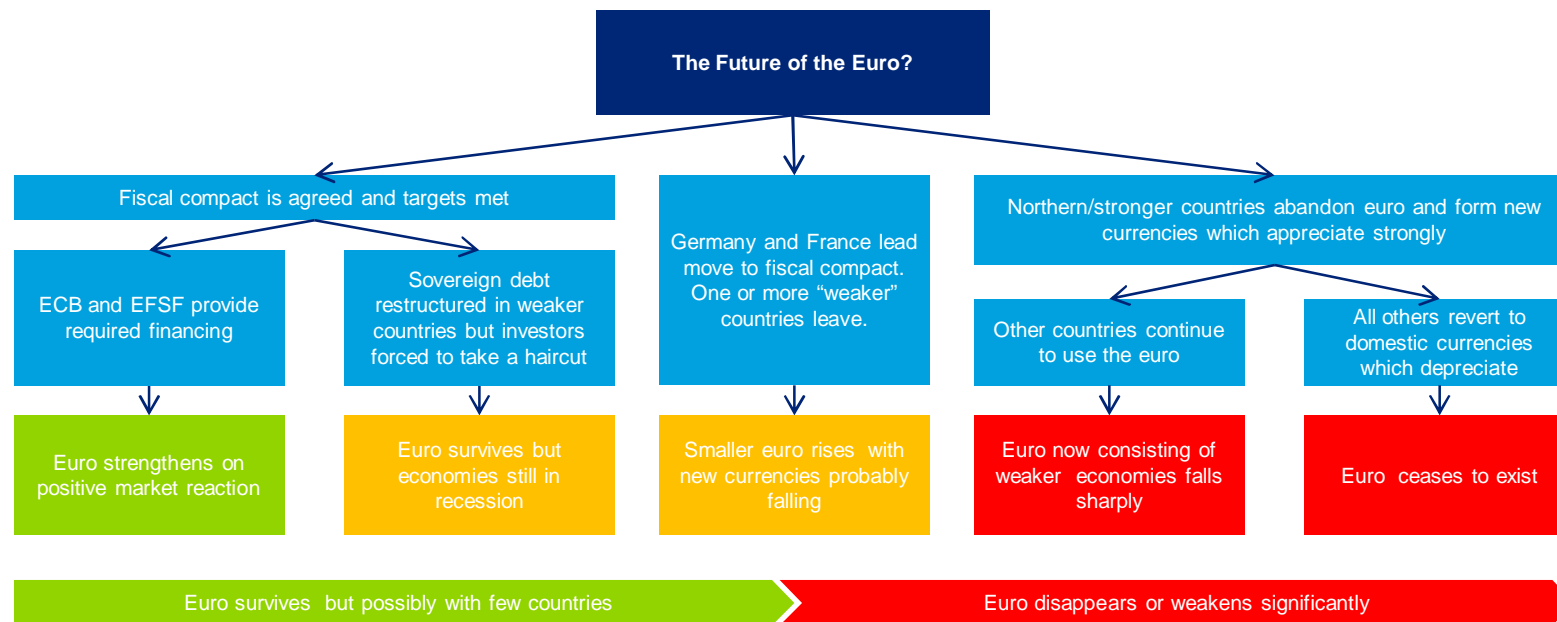 The Future of the Euro?
Fiscal compact is agreed and targets met
ECB and EFSF provide
required financing
Sovereign debt
restructured in weaker
countries but investors
forced to take a haircut
Germany and France lead
move to fiscal compact.
One or more “weaker”
countries leave.
Northern/stronger countries abandon euro and form new
currencies which appreciate strongly
Other countries continue
to use the euro
All others revert to
domestic currencies
which depreciate
Euro strengthens on
positive market reaction
Euro survives but
economies still in
recession
Smaller euro rises with
new currencies probably
falling
Euro now consisting of
weaker economies falls
sharply
Euro ceases to exist
Euro survives but possibly with few countries
Euro disappears or weakens significantly